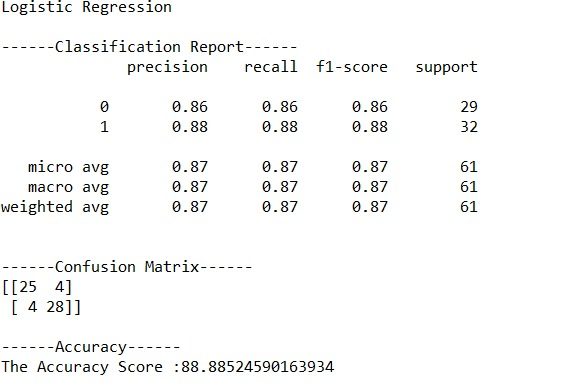 Logistic Regression
------Classification Report------
precision recall f1-score support
0 0.86 0.86 0.86 29
1 0.88 0.88 0.88 32
micro avg 0.87 0.87 0.87 61
macro avg 0.87 0.87 0.87 61
weighted avg 0.87 0.87 0.87 61
------Confusion Matrix------
[[25 4]
[ 4 28]]
------Accuracy------
The Accuracy Score :88.88524590163934